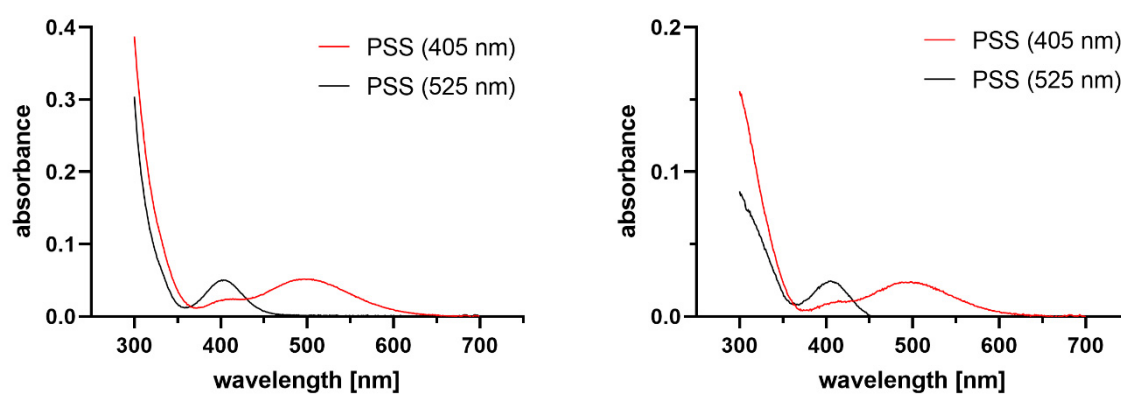 0.4
0.3
0.2
0.1
0.0
absorbance
PSS (405 nm)
PSS (525 nm)
300 400 500 600 700
wavelength [nm]
0.2
0.1
0.0
absorbance
PSS (405 nm)
PSS (525 nm)
300 400 500 600 700
wavelength [nm]